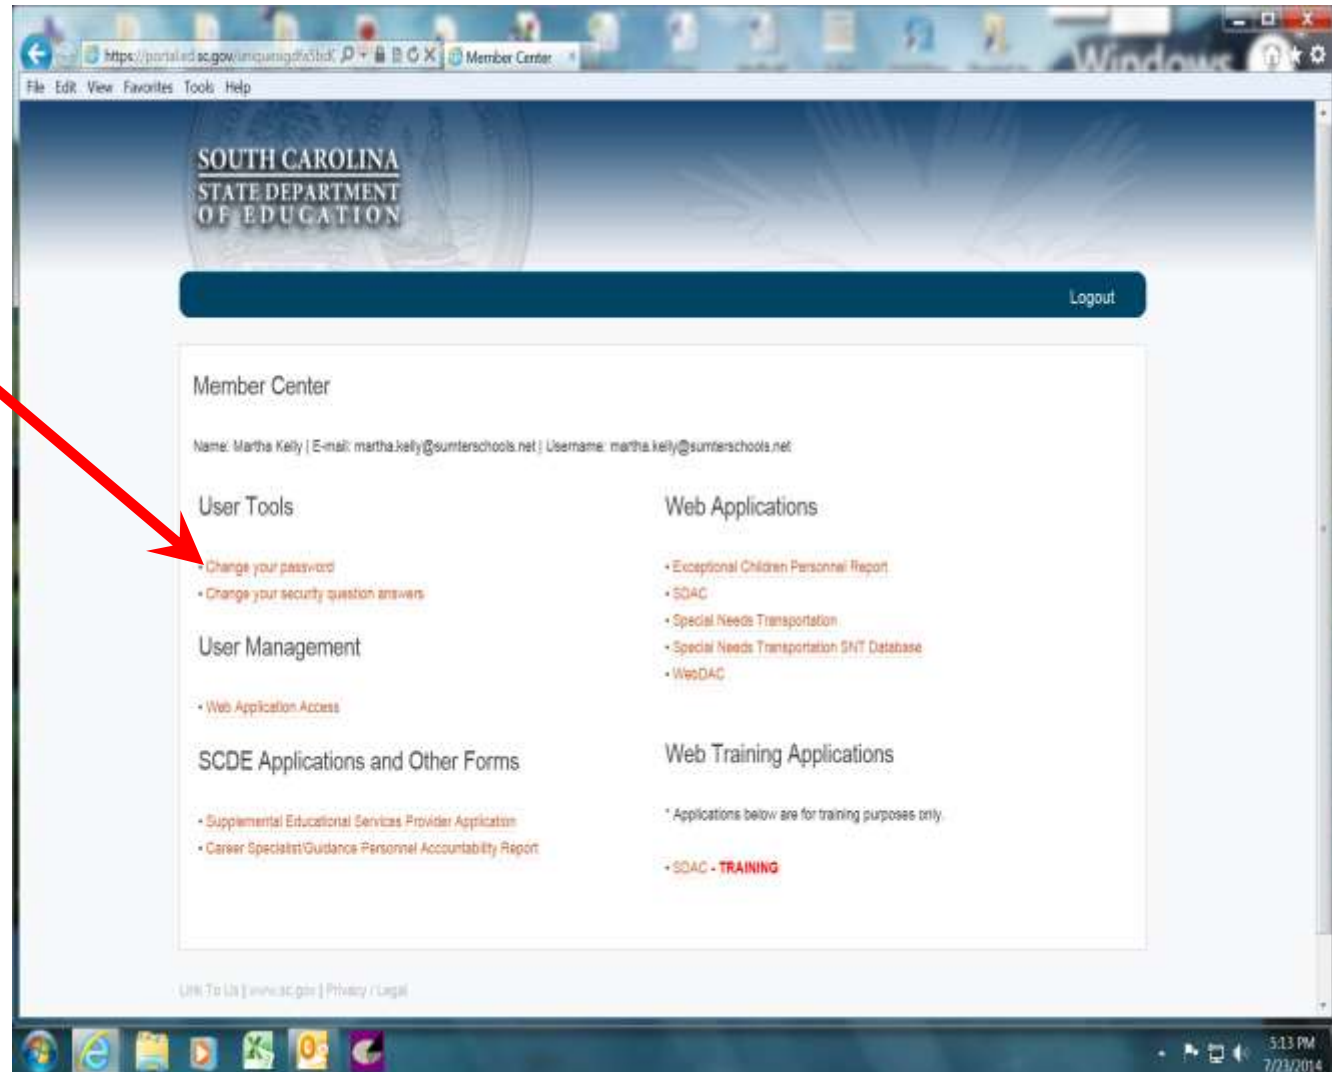 Member Center
Windows
File Edit View Favorites Tools Help
SOUTH CAROLINA
STATE DEPARTMENT
OF EDUCATION
Logout
Member Center
Name: Martha Kelly | E-mail: martha.kelly@sumterschools.net | Username: martha.kelly@sumterschools.net
User Tools
• Change your password
• Change your security question answers
User Management
• Web Application Access
SCDE Applications and Other Forms
• Supplemental Educational Services Provider Application
• Career Specialist/Guidance Personnel Accountability Report
Web Applications
• Exceptional Children Personnel Report
• SDAC
• Special Needs Transportation
• Special Needs Transportation SNT Database
• WebDAC
Web Training Applications
* Applications below are for training purposes only.
• SDAC - TRAINING
Link To Us | www.sc.gov | Privacy / Legal
5:13 PM
7/23/2014